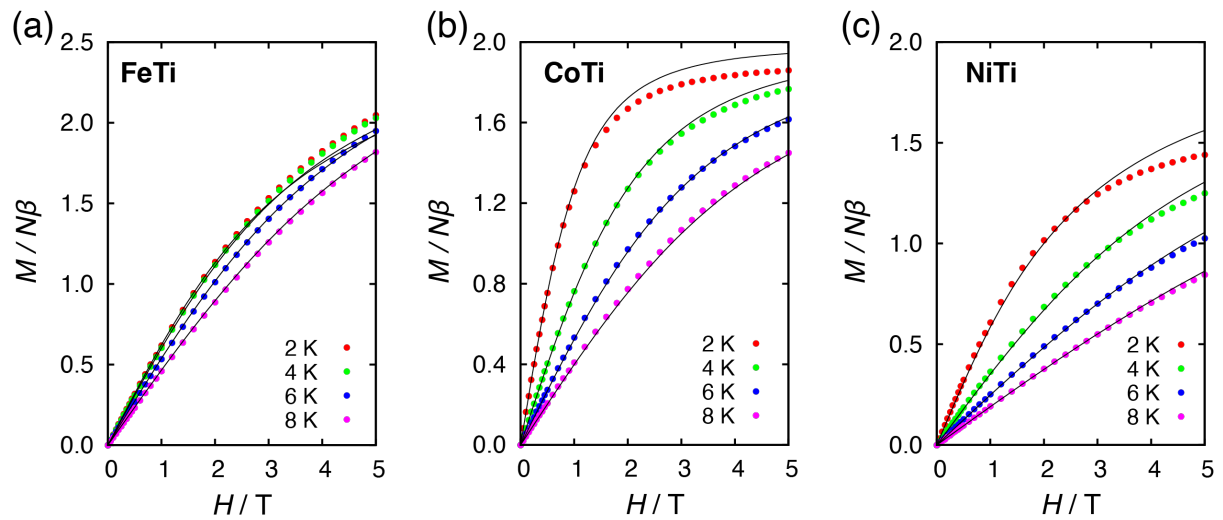 (a)
FeTi
M / Nβ
2.5
2.0
1.5
1.0
0.5
0.0
2 K
4 K
6 K
8 K
0 1 2 3 4 5
H / T
(b)
CoTi
M / Nβ
2.0
1.6
1.2
0.8
0.4
0.0
2 K
4 K
6 K
8 K
0 1 2 3 4 5
H / T
(c)
NiTi
M / Nβ
2.0
1.5
1.0
0.5
0.0
2 K
4 K
6 K
8 K
0 1 2 3 4 5
H / T